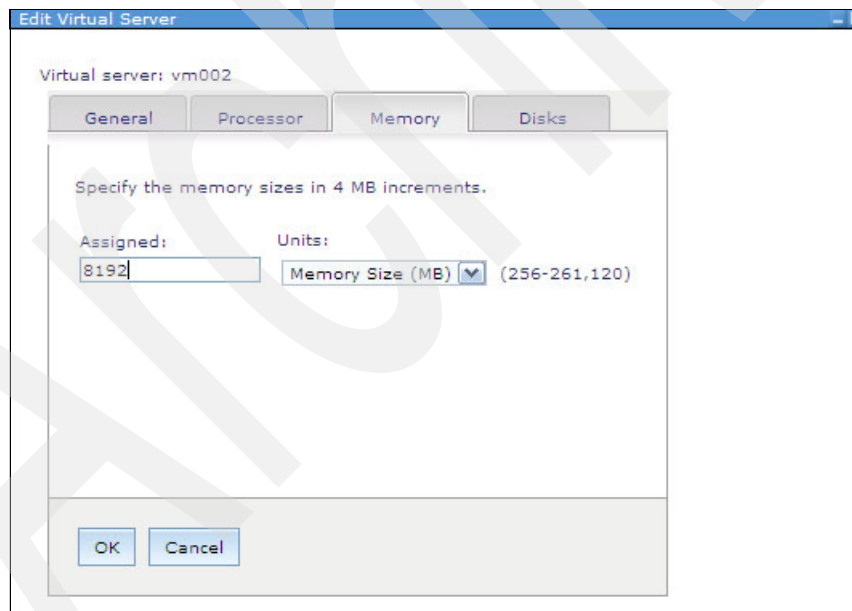 Edit Virtual Server
Virtual server: vm002
General Processor Memory Disks
Specify the memory sizes in 4 MB increments.
Assigned: Units:
8192 Memory Size (MB) (256-261,120)
OK Cancel